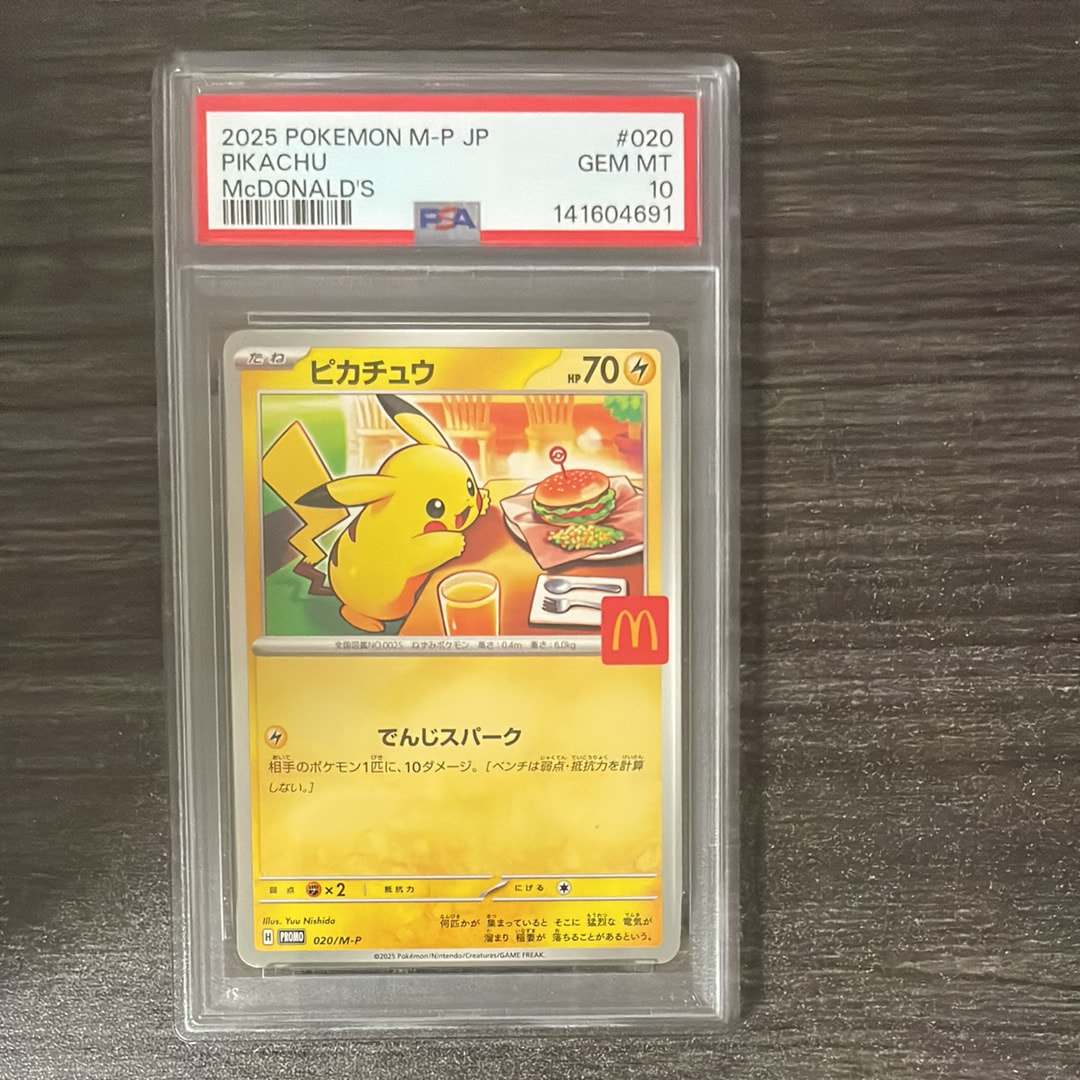 2025 POKEMON M-P JP #020
PIKACHU GEM MT
McDONALD'S 10
PSA 141604691
たね ピカチュウ HP70
全国図鑑NO.0025 ねずみポケモン 高さ:0.4m 重さ:6.0kg
でんじスパーク
相手のポケモン1匹に、10ダメージ。[ベンチは弱点・抵抗力を計算
しない。]
弱点 ×2 抵抗力 にげる
Illus. Yuu Nishida
何匹かが 集まっていると そこに 猛烈な 電気が
溜まり 稲妻が 落ちることがあるという。
H PROMO 020/M-P
©2025 Pokémon/Nintendo/Creatures/GAME FREAK.